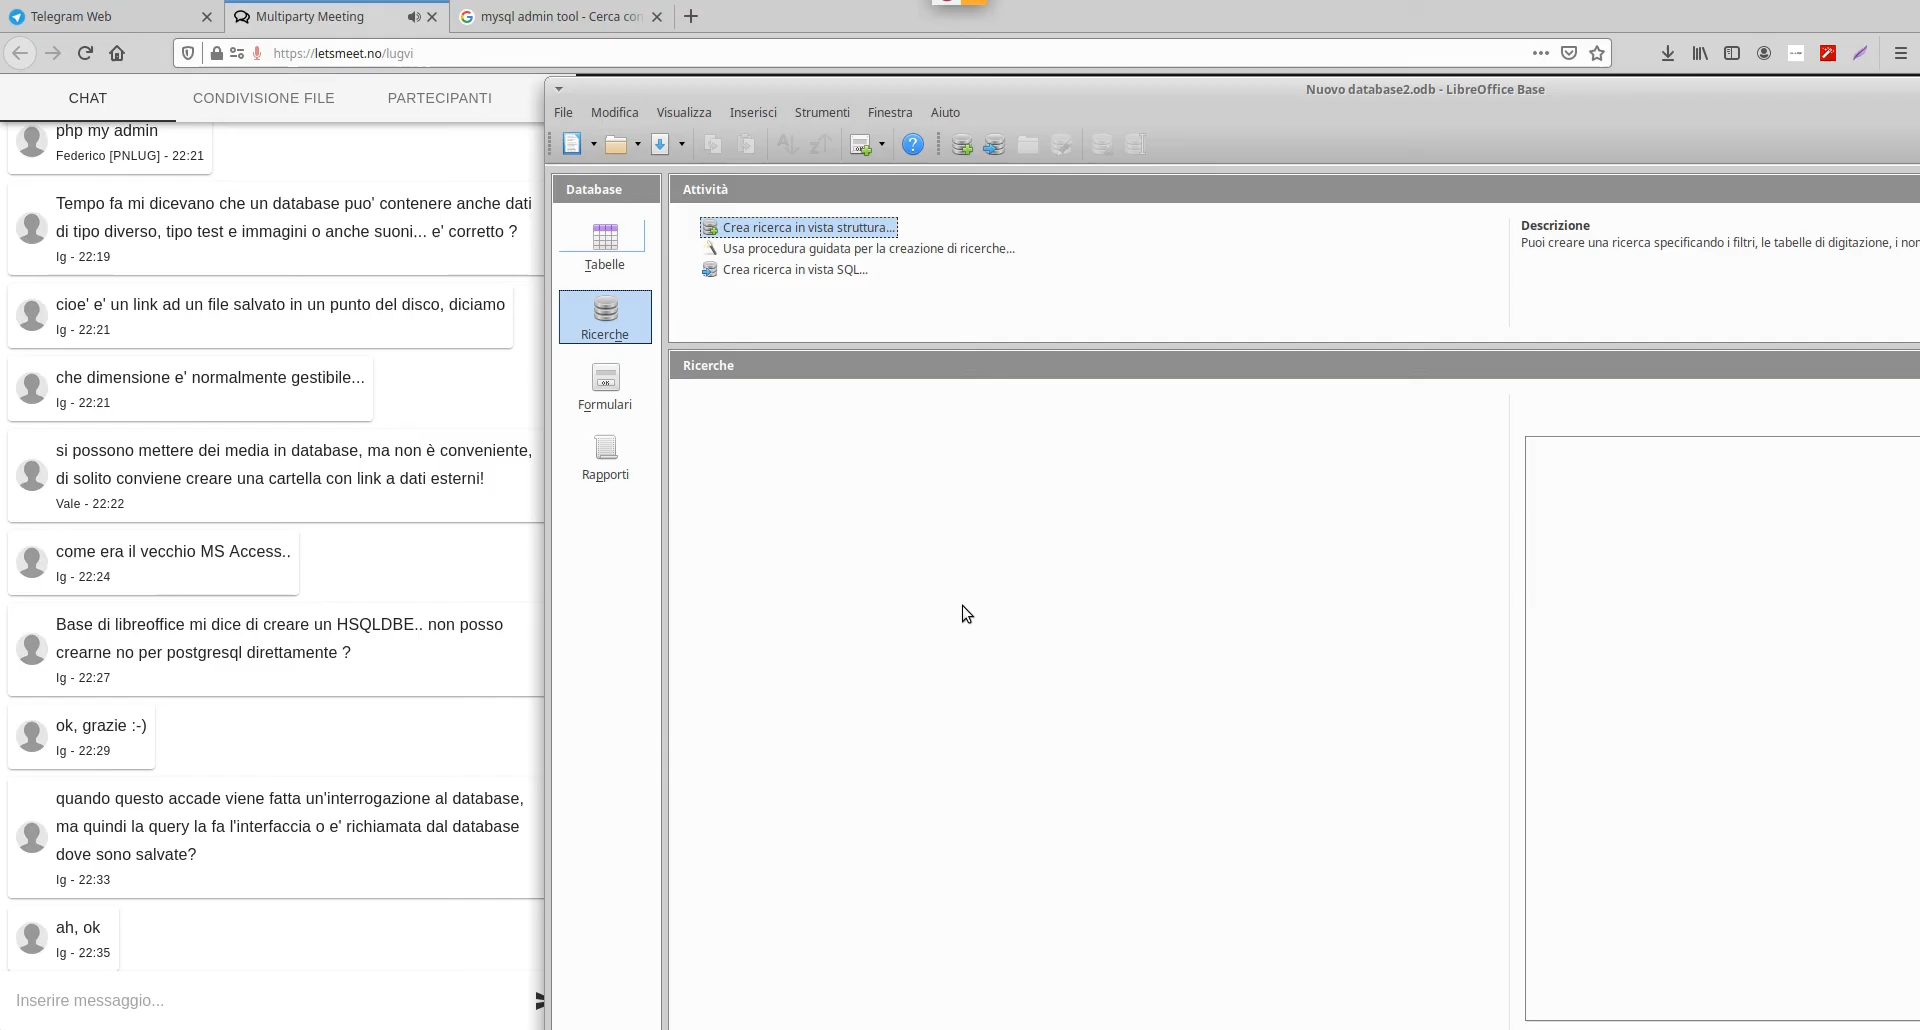 Telegram Web
Multiparty Meeting
mysql admin tool - Cerca con
https://letsmeet.no/lugvi
CHAT
CONDIVISIONE FILE
PARTECIPANTI
php my admin
Federico [PNLUG] - 22:21
Tempo fa mi dicevano che un database puo' contenere anche dati
di tipo diverso, tipo test e immagini o anche suoni... e' corretto ?
Ig - 22:19
cioe' e' un link ad un file salvato in un punto del disco, diciamo
Ig - 22:21
che dimensione e' normalmente gestibile...
Ig - 22:21
si possono mettere dei media in database, ma non è conveniente,
di solito conviene creare una cartella con link a dati esterni!
Vale - 22:22
come era il vecchio MS Access..
Ig - 22:24
Base di libreoffice mi dice di creare un HSQLDBE.. non posso
crearne no per postgresql direttamente ?
Ig - 22:27
ok, grazie :-)
Ig - 22:29
quando questo accade viene fatta un'interrogazione al database,
ma quindi la query la fa l'interfaccia o e' richiamata dal database
dove sono salvate?
Ig - 22:33
ah, ok
Ig - 22:35
Inserire messaggio...
Nuovo database2.odb - LibreOffice Base
File
Modifica
Visualizza
Inserisci
Strumenti
Finestra
Aiuto
Database
Tabelle
Ricerche
Formulari
Rapporti
Attività
Crea ricerca in vista struttura...
Usa procedura guidata per la creazione di ricerche...
Crea ricerca in vista SQL...
Descrizione
Puoi creare una ricerca specificando i filtri, le tabelle di digitazione, i nor
Ricerche